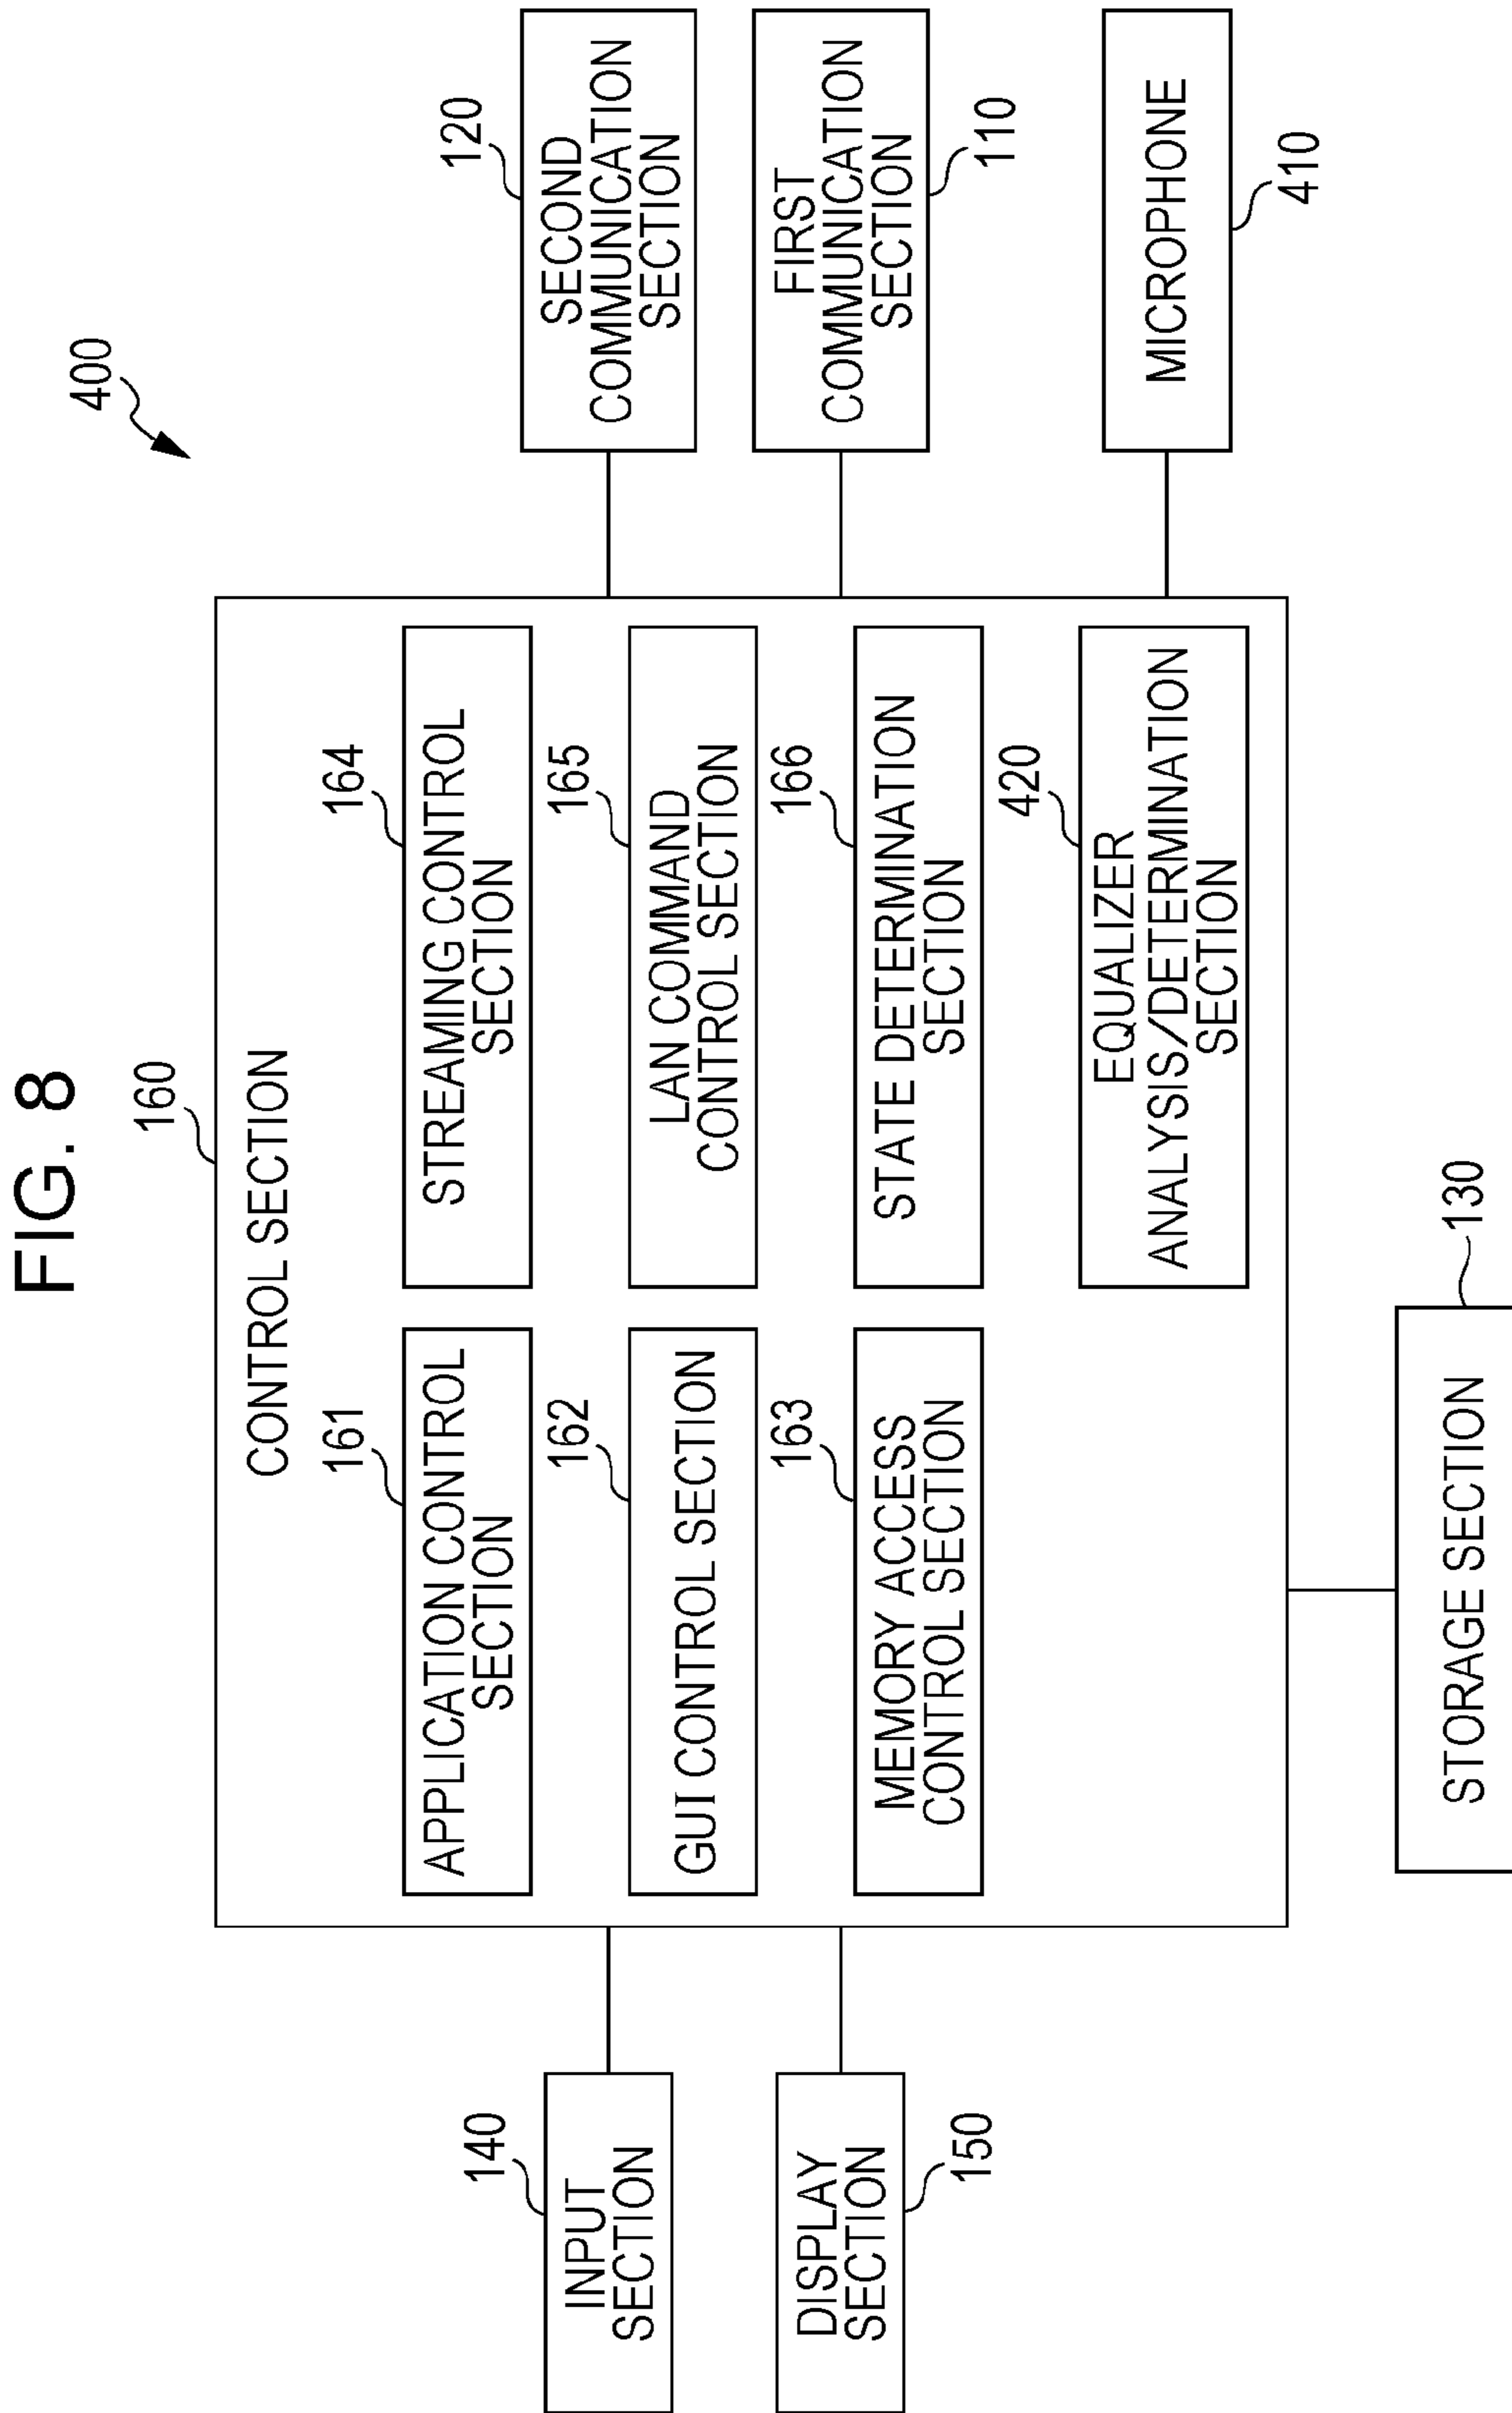 FIG. 8
400
160
CONTROL SECTION
140
INPUT
SECTION
150
DISPLAY
SECTION
161
APPLICATION CONTROL
SECTION
162
GUI CONTROL SECTION
163
MEMORY ACCESS
CONTROL SECTION
164
STREAMING CONTROL
SECTION
165
LAN COMMAND
CONTROL SECTION
166
STATE DETERMINATION
SECTION
420
EQUALIZER
ANALYSIS/DETERMINATION
SECTION
120
SECOND
COMMUNICATION
SECTION
FIRST
COMMUNICATION
SECTION
110
MICROPHONE
410
STORAGE SECTION
130